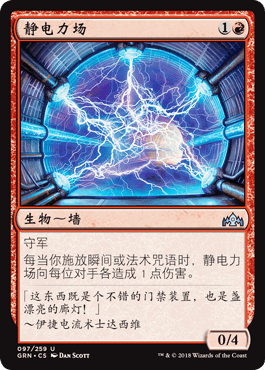 静电力场 1
生物～墙
守军
每当你施放瞬间或法术咒语时，静电力
场向每位对手各造成1点伤害。
「这东西既是个不错的门禁装置，也是盏
漂亮的廊灯！」
～伊捷电流术士达西维
0/4
097/259 U
GRN • CS DAN SCOTT
™ & © 2018 Wizards of the Coast